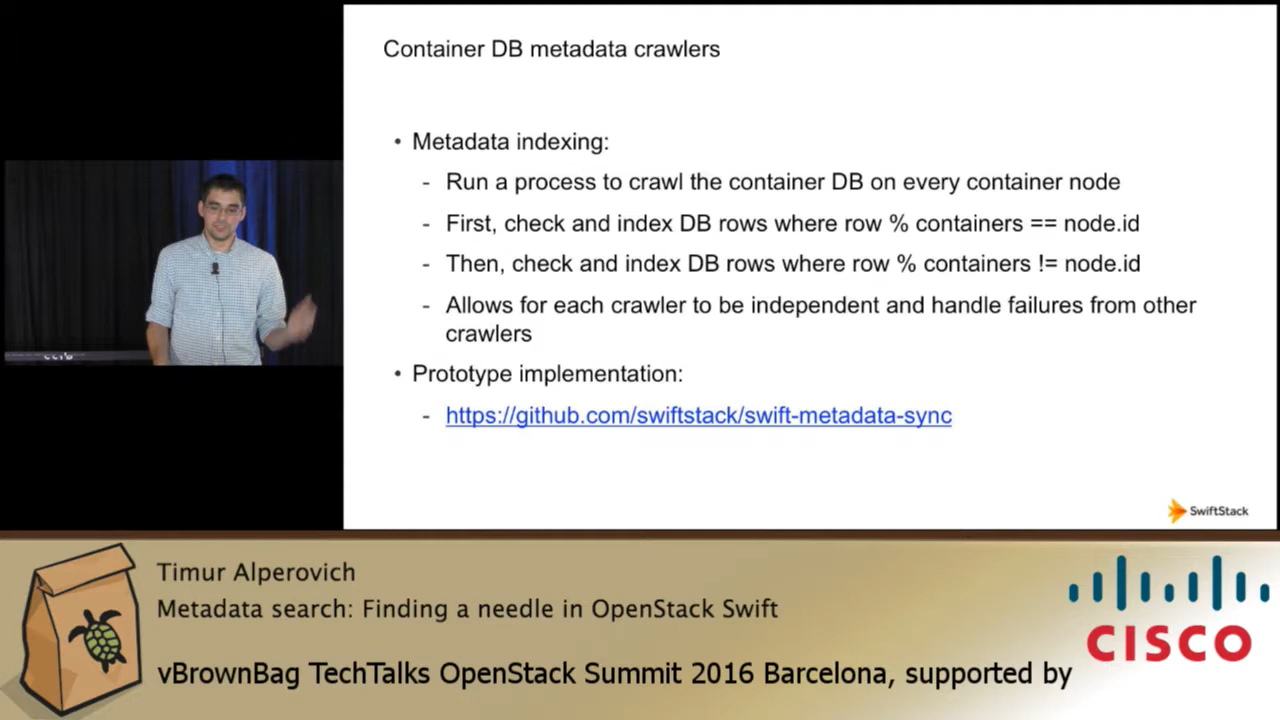 Container DB metadata crawlers
• Metadata indexing:
- Run a process to crawl the container DB on every container node
- First, check and index DB rows where row % containers == node.id
- Then, check and index DB rows where row % containers != node.id
- Allows for each crawler to be independent and handle failures from other
crawlers
• Prototype implementation:
- https://github.com/swiftstack/swift-metadata-sync
SwiftStack
Timur Alperovich
Metadata search: Finding a needle in OpenStack Swift
vBrownBag TechTalks OpenStack Summit 2016 Barcelona, supported by
CISCO